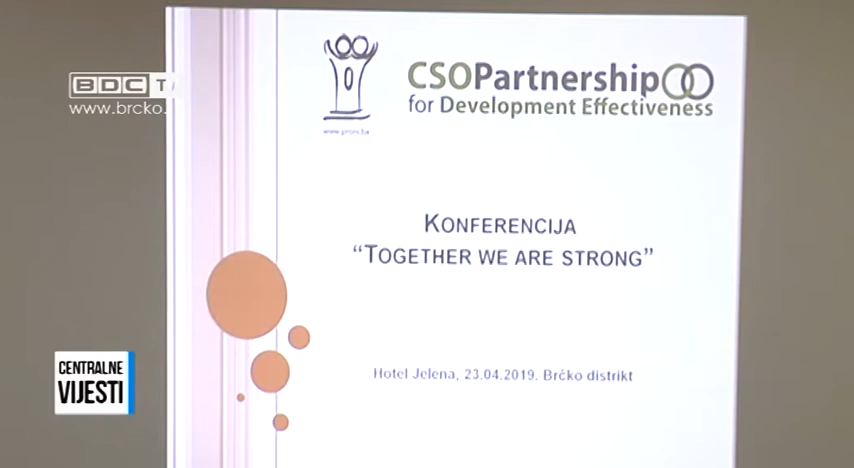 BDC
www.brcko.
www.proni.ba
CSOPartnership
for Development Effectiveness
KONFERENCIJA
“TOGETHER WE ARE STRONG”
Hotel Jelena, 23.04.2019. Brčko distrikt
CENTRALNE
VIJESTI